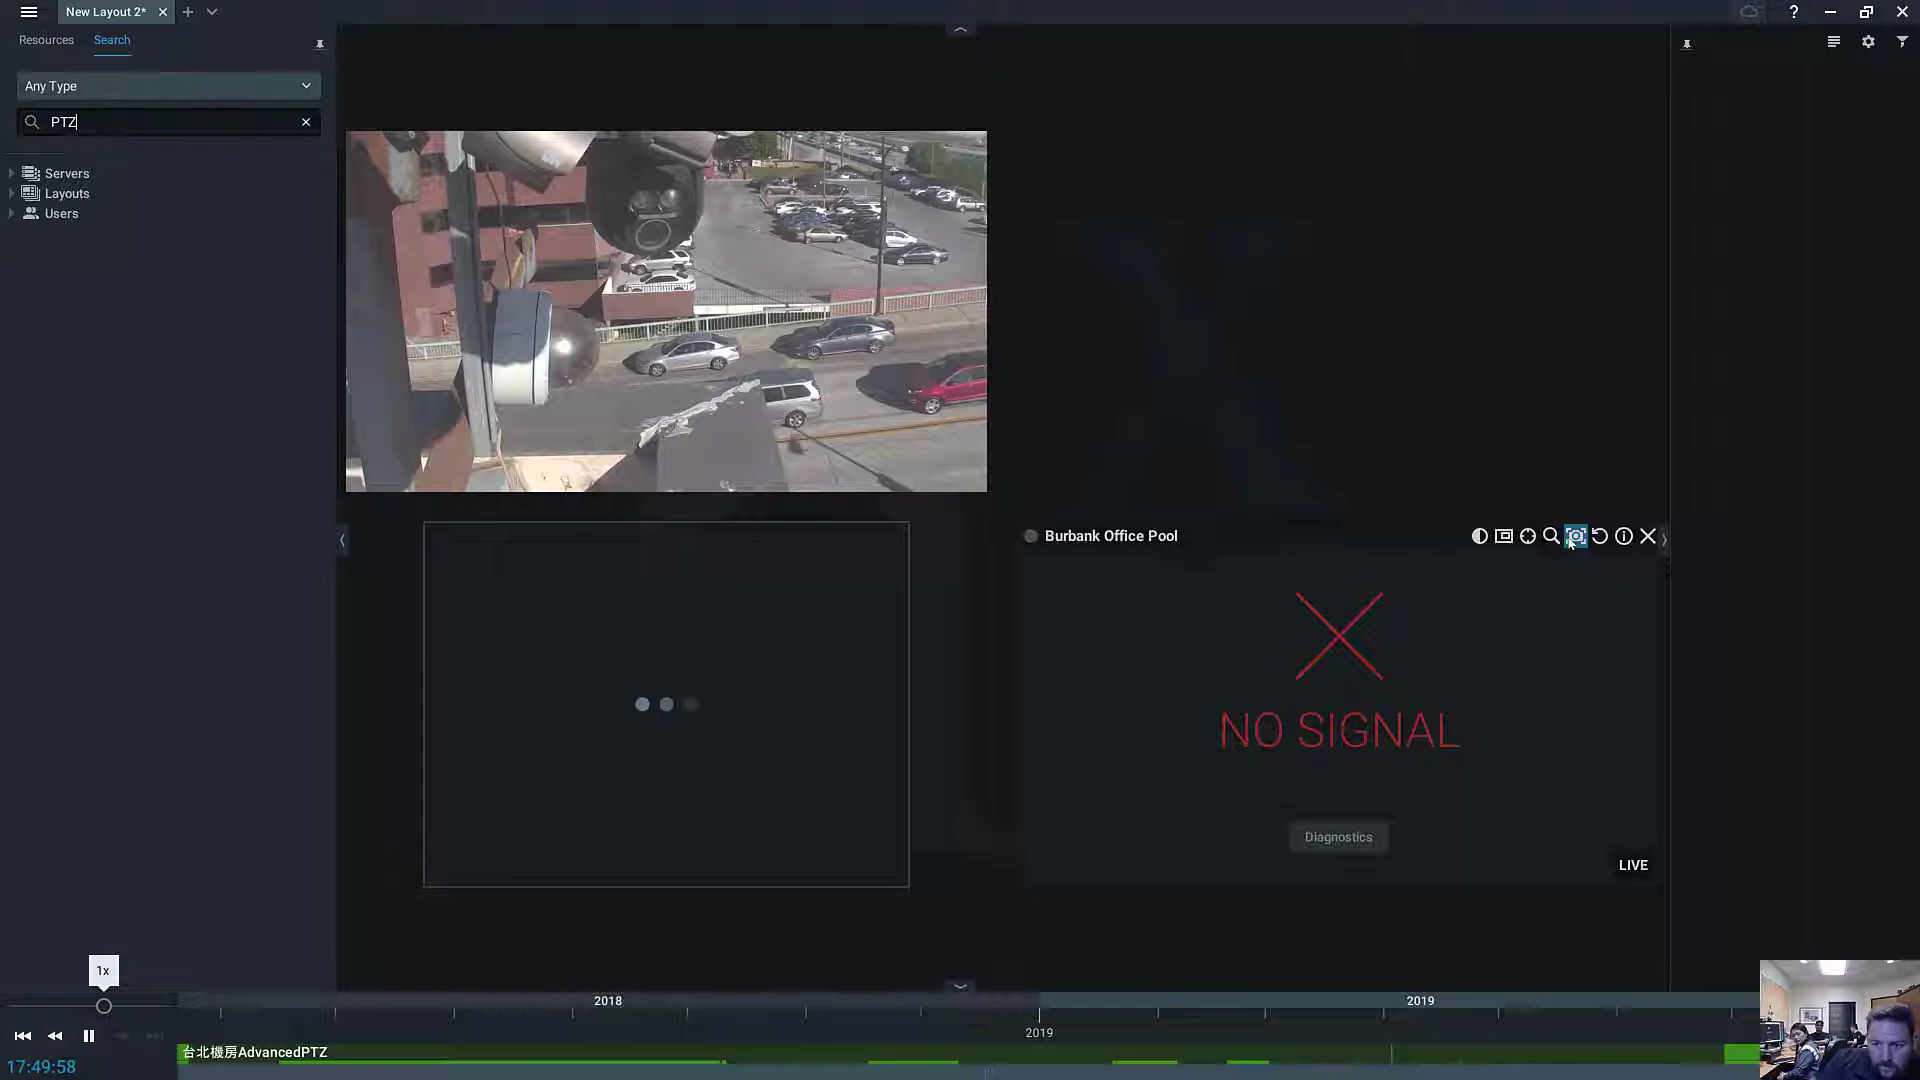 New Layout 2*
Resources
Search
Any Type
PTZ
Servers
Layouts
Users
Burbank Office Pool
NO SIGNAL
Diagnostics
LIVE
1x
2018
2019
2019
台北機房AdvancedPTZ
17:49:58